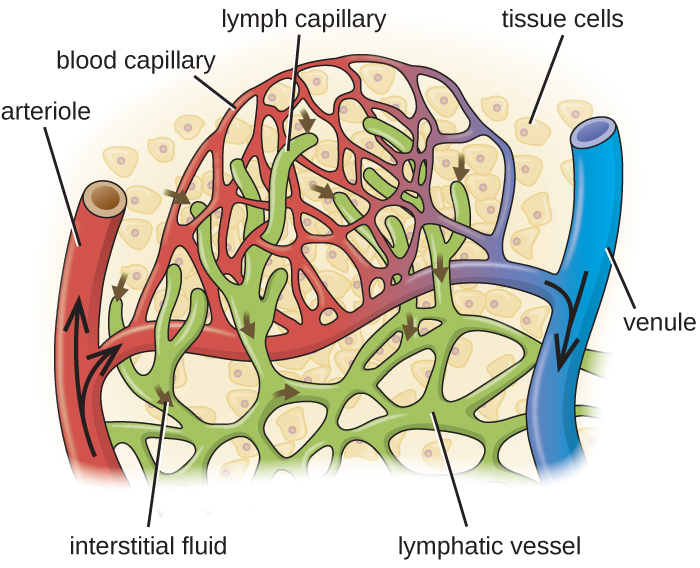 lymph capillary
tissue cells
blood capillary
arteriole
venule
interstitial fluid
lymphatic vessel